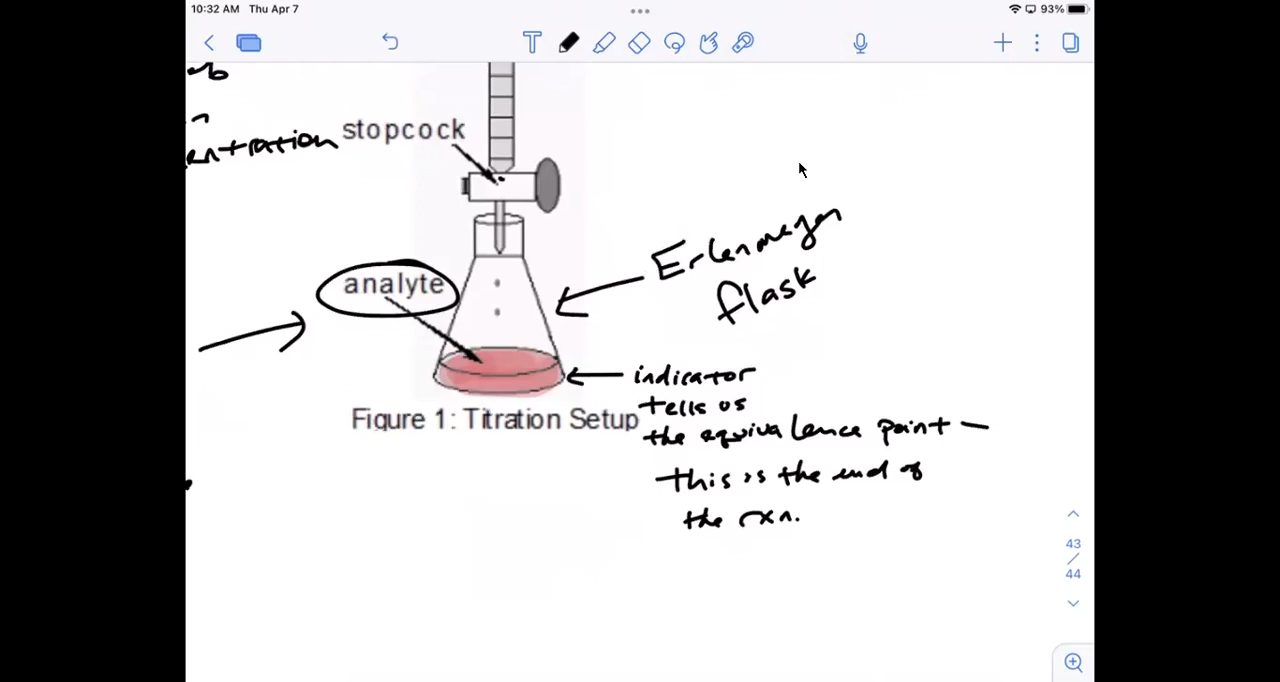 10:32 AM Thu Apr 7
93%
stopcock
entration
Erlenmeyer
flask
analyte
indicator
tells us
the equivalence point —
this is the end of
the rxn.
Figure 1: Titration Setup
43
44